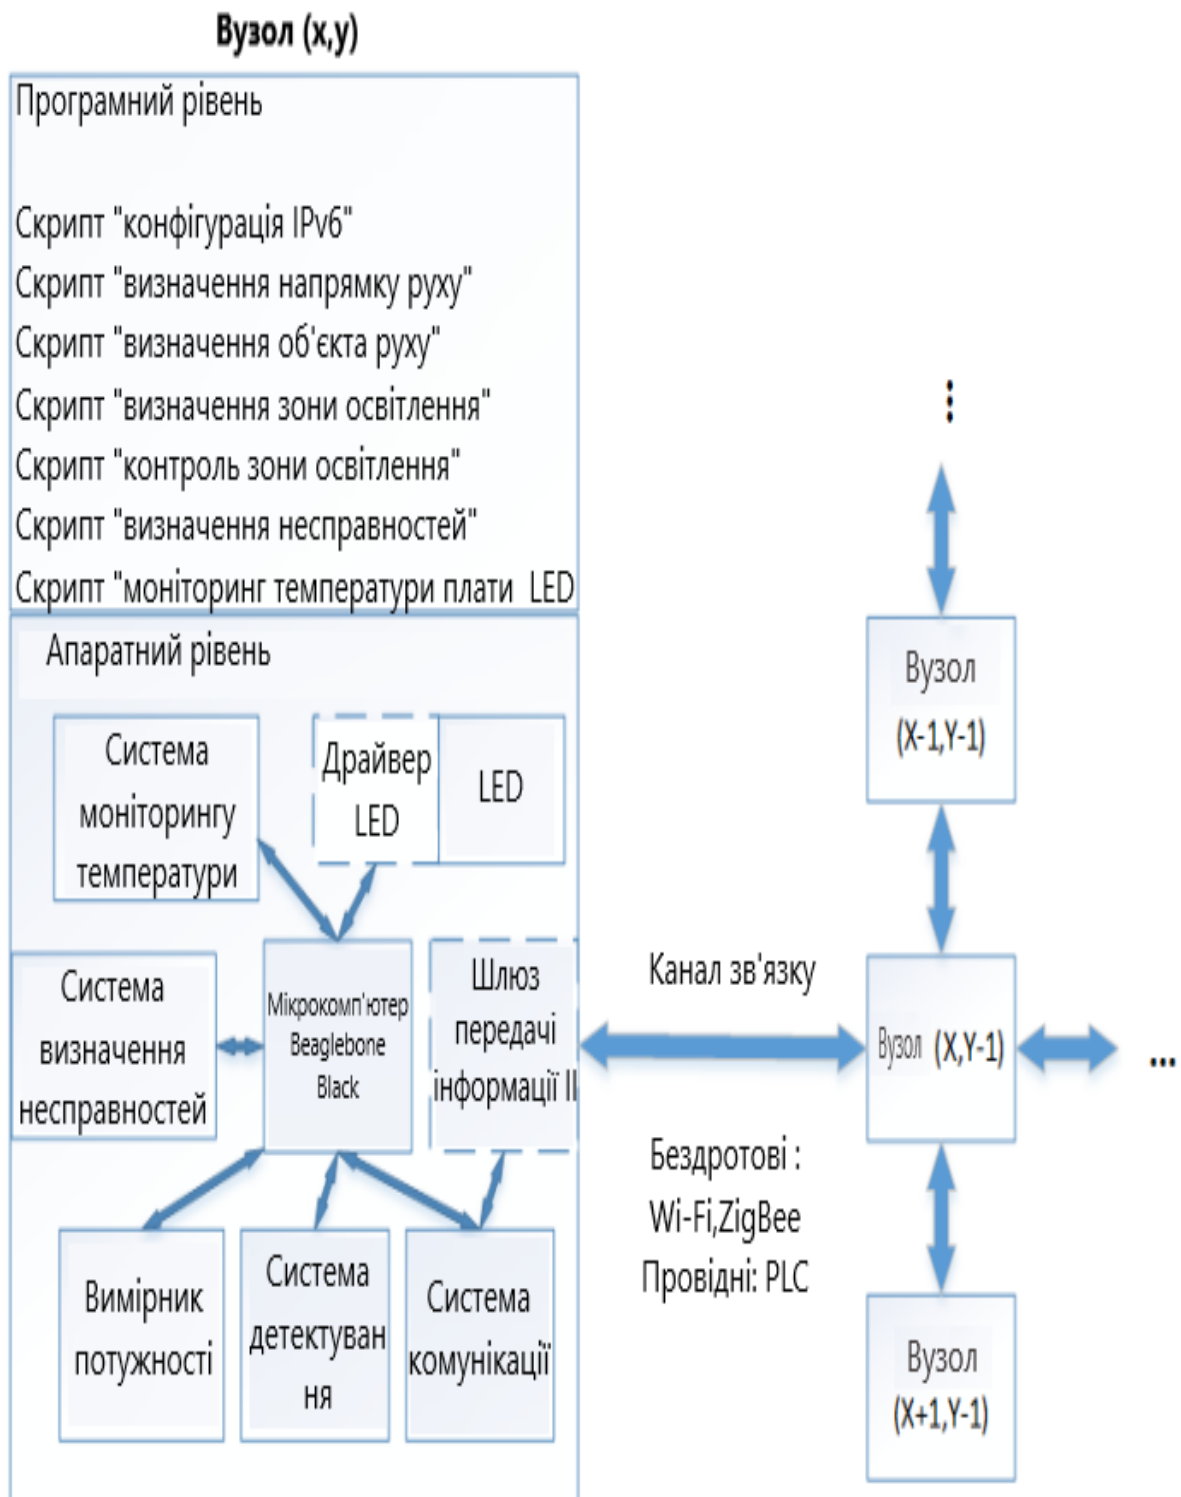 Вузол (x,y)
Програмний рівень
Скрипт "конфігурація IPv6"
Скрипт "визначення напрямку руху"
Скрипт "визначення об'єкта руху"
Скрипт "визначення зони освітлення"
Скрипт "контроль зони освітлення"
Скрипт "визначення несправностей"
Скрипт "моніторинг температури плати LED
Апаратний рівень
Система
моніторингу
температури
Драйвер
LED
LED
Система
визначення
несправностей
Мікрокомп'ютер
Beaglebone
Black
Шлюз
передачі
інформації ІІ
Вимірник
потужності
Система
детектуван
ня
Система
комунікації
Канал зв'язку
Бездротові :
Wi-Fi,ZigBee
Провідні: PLC
...
Вузол
(X-1,Y-1)
Вузол (X,Y-1)
...
Вузол
(X+1,Y-1)